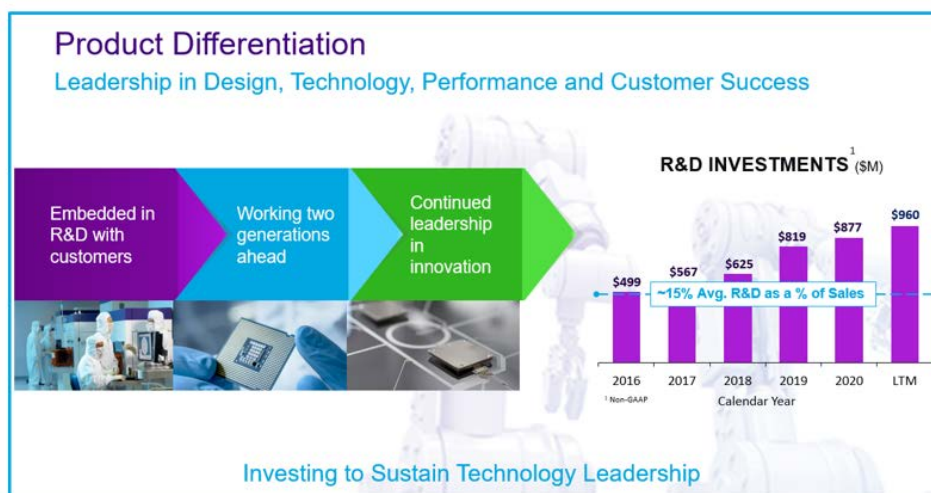 Product Differentiation
Leadership in Design, Technology, Performance and Customer Success
Embedded in
R&D with
customers
Working two
generations
ahead
Continued
leadership
in
innovation
R&D INVESTMENTS 1 ($M)
$499
$567
$625
$819
$877
$960
~15% Avg. R&D as a % of Sales
2016 2017 2018 2019 2020 LTM
1 Non-GAAP
Calendar Year
Investing to Sustain Technology Leadership